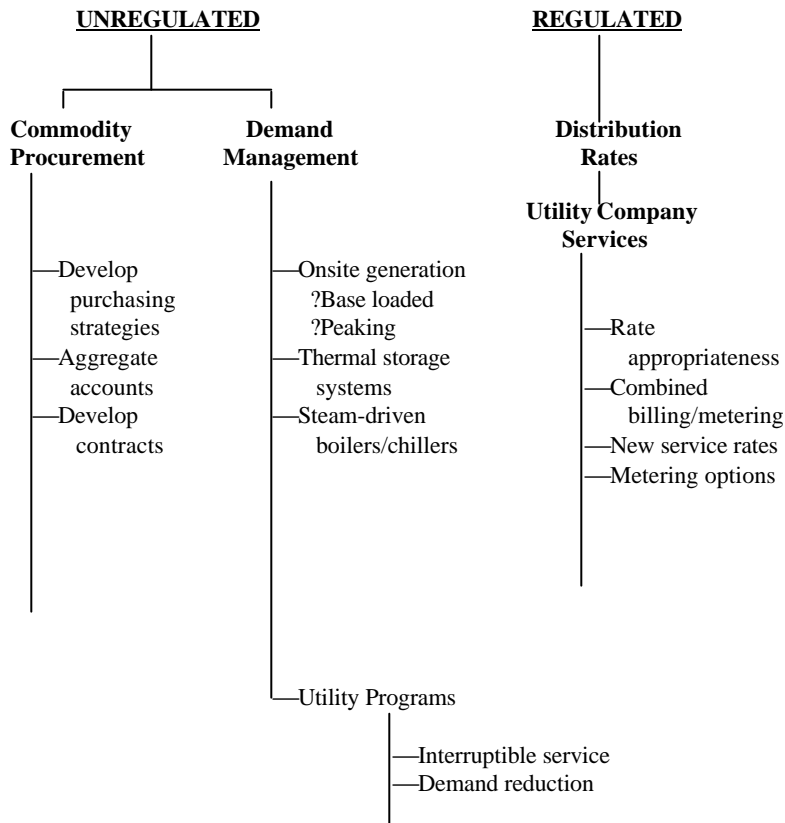 UNREGULATED
Commodity
Procurement
Develop
purchasing
strategies
Aggregate
accounts
Develop
contracts
Demand
Management
Onsite generation
?Base loaded
?Peaking
Thermal storage
systems
Steam-driven
boilers/chillers
Utility Programs
Interruptible service
Demand reduction
REGULATED
Distribution
Rates
Utility Company
Services
Rate
appropriateness
Combined
billing/metering
New service rates
Metering options